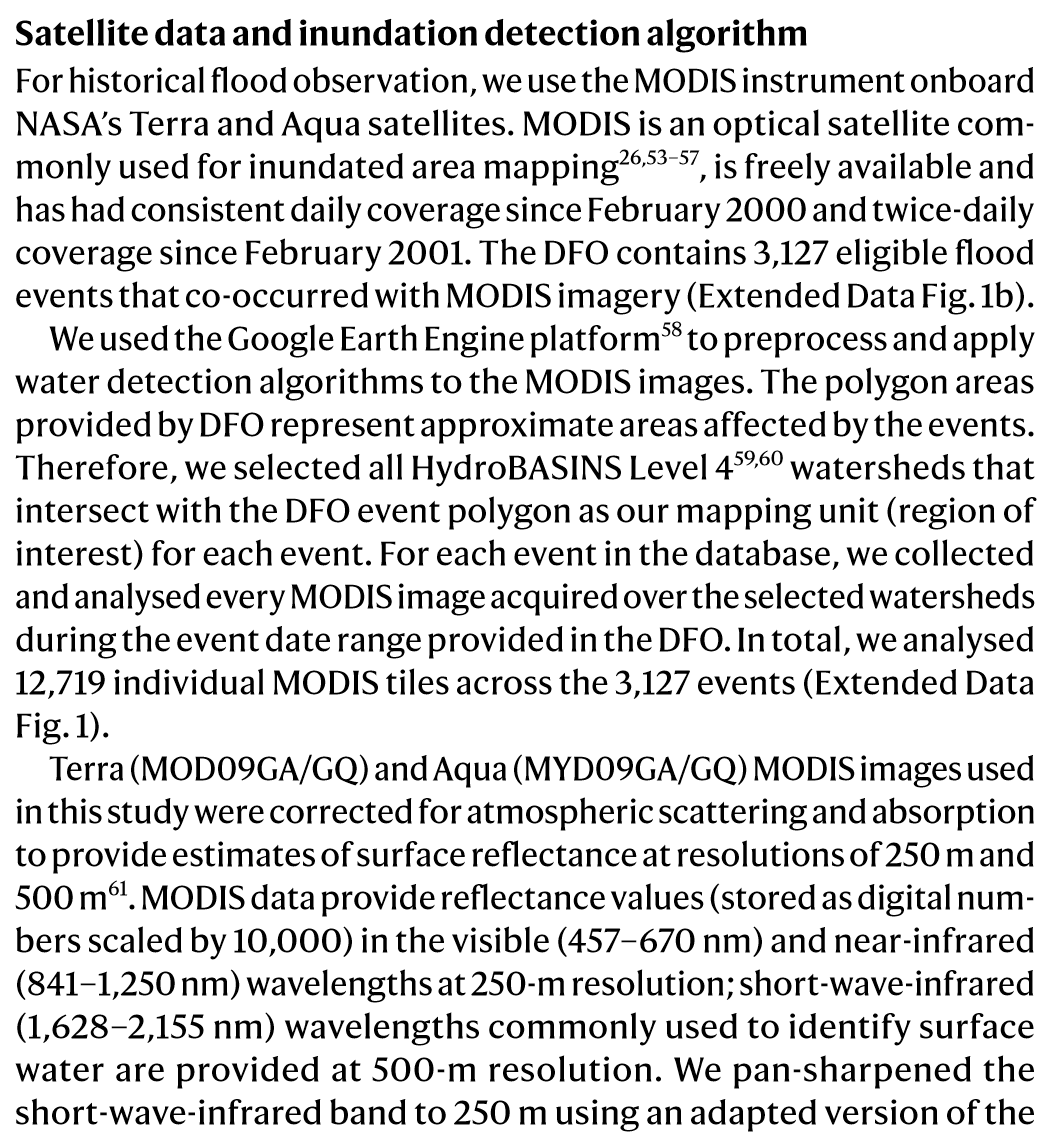 Satellite data and inundation detection algorithm
For historical flood observation, we use the MODIS instrument onboard
NASA’s Terra and Aqua satellites. MODIS is an optical satellite com-
monly used for inundated area mapping26,53–57, is freely available and
has had consistent daily coverage since February 2000 and twice-daily
coverage since February 2001. The DFO contains 3,127 eligible flood
events that co-occurred with MODIS imagery (Extended Data Fig. 1b).
We used the Google Earth Engine platform58 to preprocess and apply
water detection algorithms to the MODIS images. The polygon areas
provided by DFO represent approximate areas affected by the events.
Therefore, we selected all HydroBASINS Level 459,60 watersheds that
intersect with the DFO event polygon as our mapping unit (region of
interest) for each event. For each event in the database, we collected
and analysed every MODIS image acquired over the selected watersheds
during the event date range provided in the DFO. In total, we analysed
12,719 individual MODIS tiles across the 3,127 events (Extended Data
Fig. 1).
Terra (MOD09GA/GQ) and Aqua (MYD09GA/GQ) MODIS images used
in this study were corrected for atmospheric scattering and absorption
to provide estimates of surface reflectance at resolutions of 250 m and
500 m61. MODIS data provide reflectance values (stored as digital num-
bers scaled by 10,000) in the visible (457–670 nm) and near-infrared
(841–1,250 nm) wavelengths at 250-m resolution; short-wave-infrared
(1,628–2,155 nm) wavelengths commonly used to identify surface
water are provided at 500-m resolution. We pan-sharpened the
short-wave-infrared band to 250 m using an adapted version of the